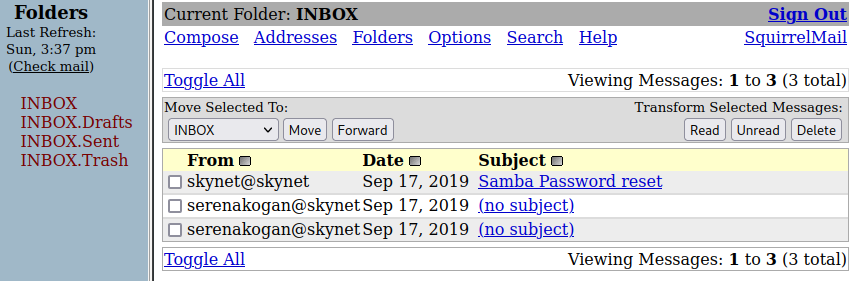 Folders
Last Refresh:
Sun, 3:37 pm
(Check mail)
INBOX
INBOX.Drafts
INBOX.Sent
INBOX.Trash
Current Folder: INBOX Sign Out
Compose Addresses Folders Options Search Help SquirrelMail
Toggle All Viewing Messages: 1 to 3 (3 total)
Move Selected To: Transform Selected Messages:
INBOX Move Forward Read Unread Delete
From Date Subject
skynet@skynet Sep 17, 2019 Samba Password reset
serenakogan@skynet Sep 17, 2019 (no subject)
serenakogan@skynet Sep 17, 2019 (no subject)
Toggle All Viewing Messages: 1 to 3 (3 total)